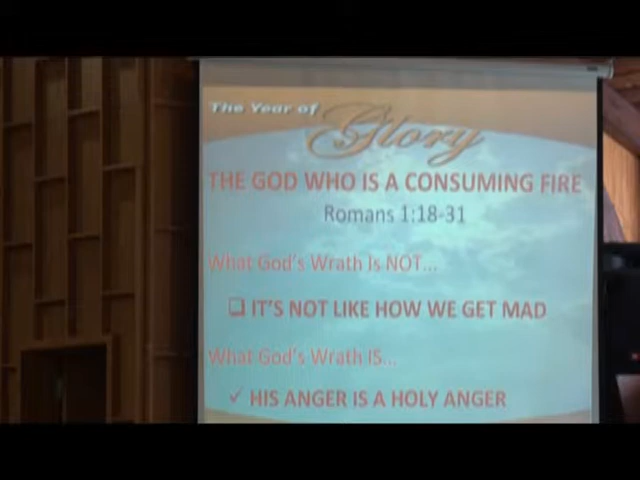 The Year of
Glory
THE GOD WHO IS A CONSUMING FIRE
Romans 1:18-31
What God's Wrath Is NOT...
❑ IT'S NOT LIKE HOW WE GET MAD
What God's Wrath IS...
✓ HIS ANGER IS A HOLY ANGER